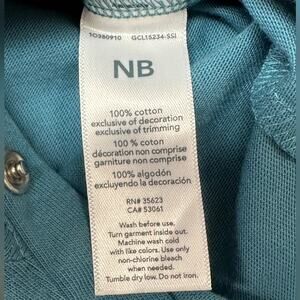 1O380910 GCL15234-SSI
NB
100% cotton
exclusive of decoration
exclusive of trimming
100 % coton
décoration non comprise
garniture non comprise
100% algodón
excluyendo la decoración
RN# 35623
CA# 53061
Wash before use.
Turn garment inside out.
Machine wash cold
with like colors. Use only
non-chlorine bleach
when needed.
Tumble dry low. Do not iron.